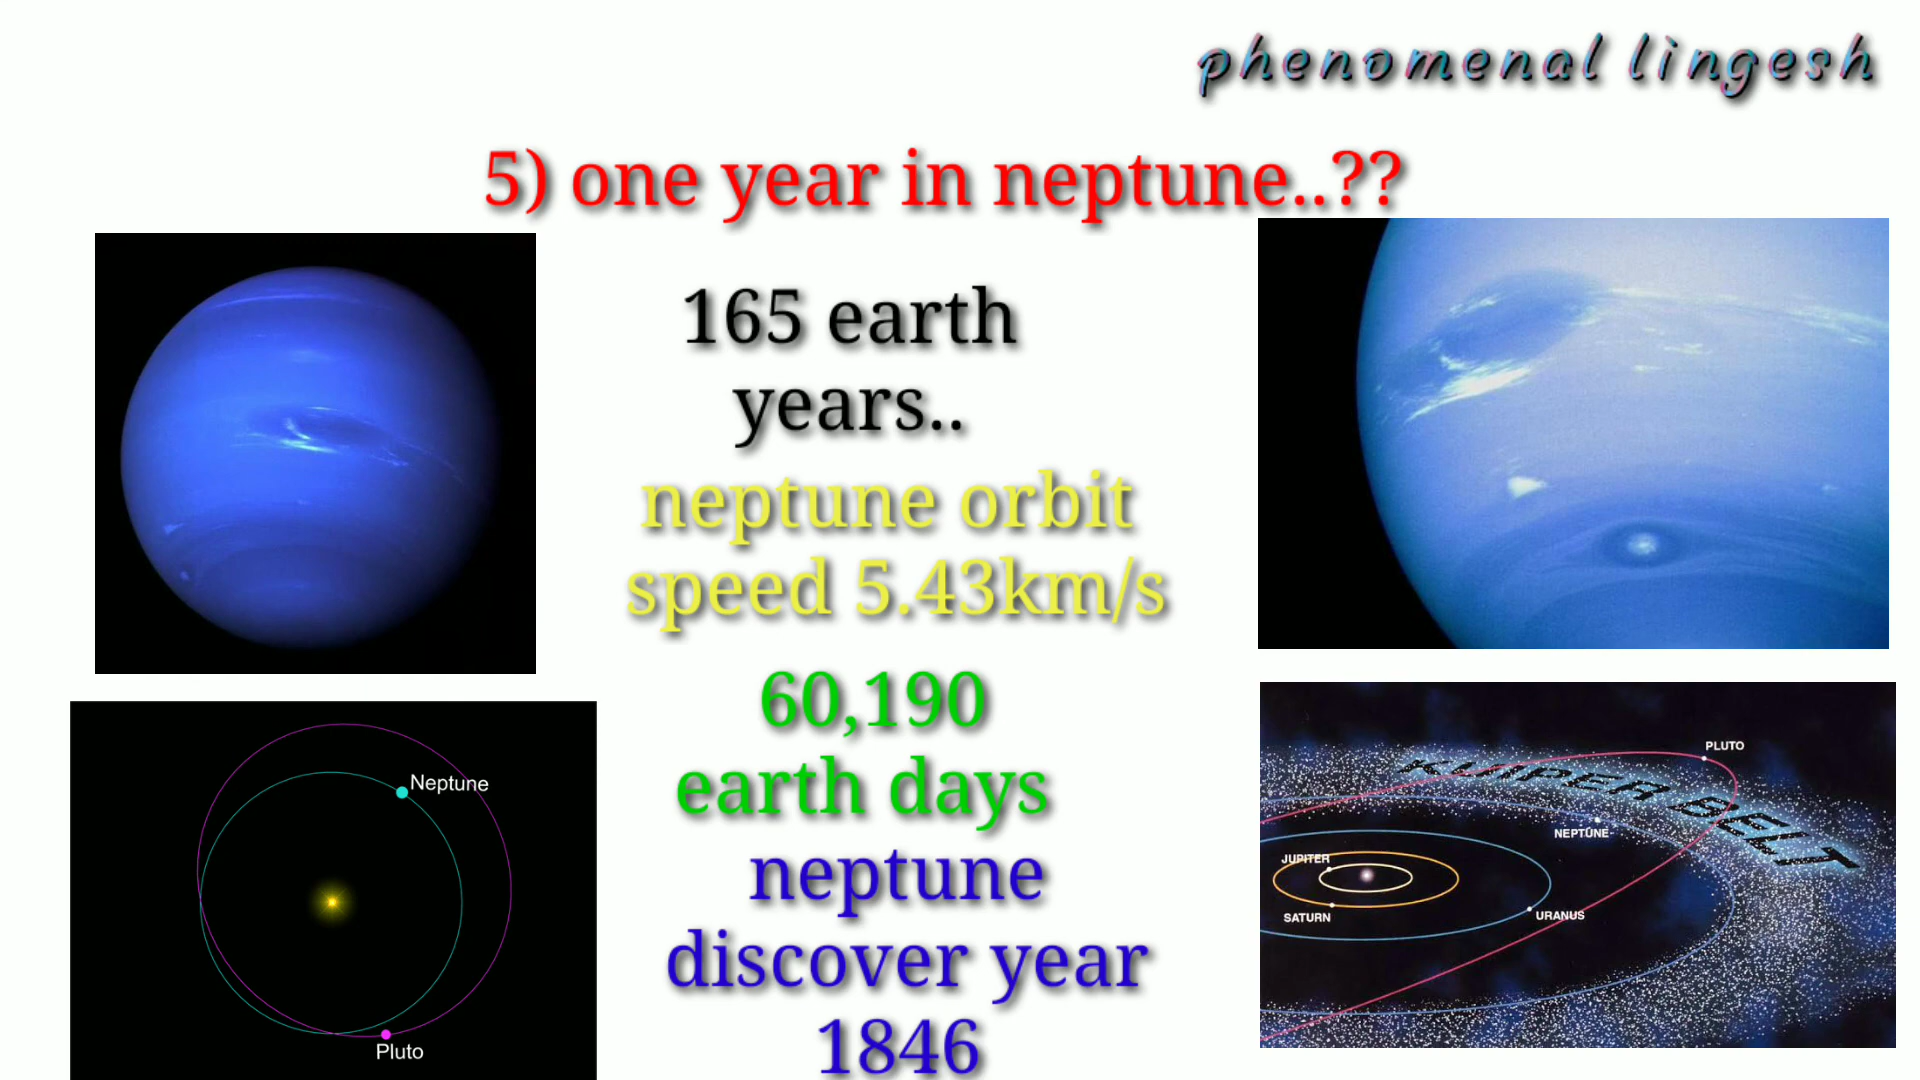 phenomenal lingesh
5) one year in neptune..??
165 earth
years..
neptune orbit
speed 5.43km/s
60,190
earth days
neptune
discover year
1846
Neptune
Pluto
KUIPER BELT
PLUTO
NEPTUNE
JUPITER
SATURN
URANUS